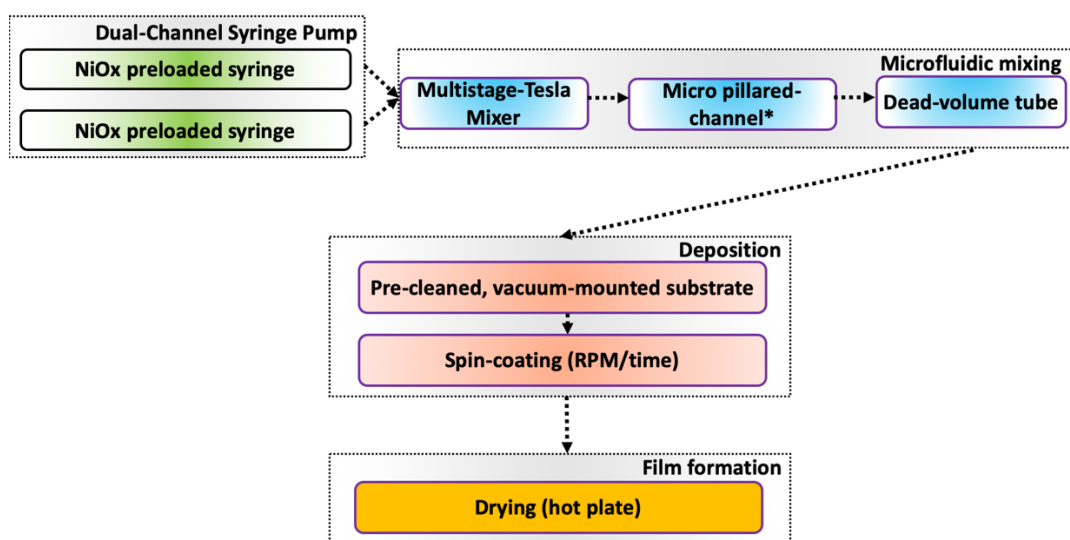 Dual-Channel Syringe Pump
NiOx preloaded syringe
NiOx preloaded syringe
Microfluidic mixing
Multistage-Tesla
Mixer
Micro pillared-
channel*
Dead-volume tube
Deposition
Pre-cleaned, vacuum-mounted substrate
Spin-coating (RPM/time)
Film formation
Drying (hot plate)